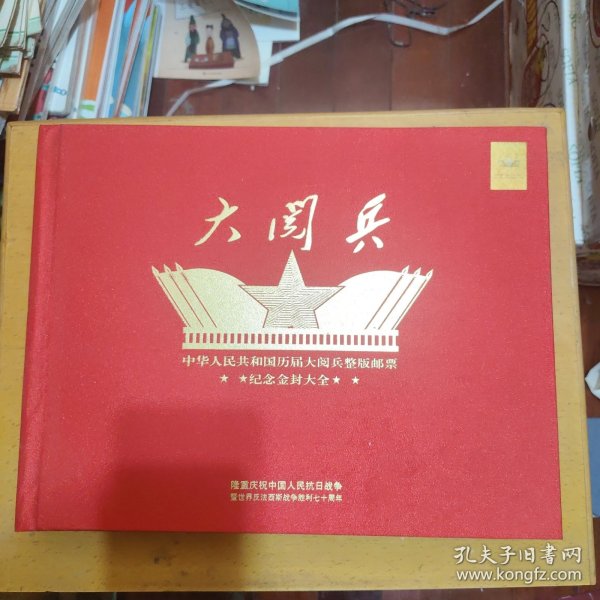 大阅兵
中华人民共和国历届大阅兵整版邮票
★ ★纪念金封大全★ ★
隆重庆祝中国人民抗日战争
暨世界反法西斯战争胜利七十周年
孔夫子旧书网
www.kongfz.com